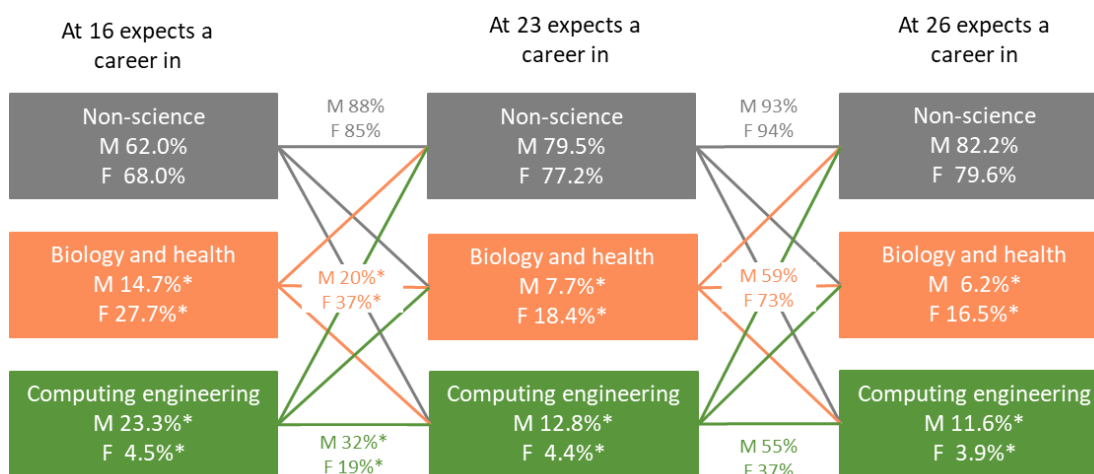 At 16 expects a
career in
At 23 expects a
career in
At 26 expects a
career in
Non-science
M 62.0%
F 68.0%
M 88%
F 85%
Non-science
M 79.5%
F 77.2%
M 93%
F 94%
Non-science
M 82.2%
F 79.6%
Biology and health
M 14.7%*
F 27.7%*
M 20%*
F 37%*
Biology and health
M 7.7%*
F 18.4%*
M 59%
F 73%
Biology and health
M 6.2%*
F 16.5%*
Computing engineering
M 23.3%*
F 4.5%*
M 32%*
F 19%*
Computing engineering
M 12.8%*
F 4.4%*
M 55%
F 37%
Computing engineering
M 11.6%*
F 3.9%*